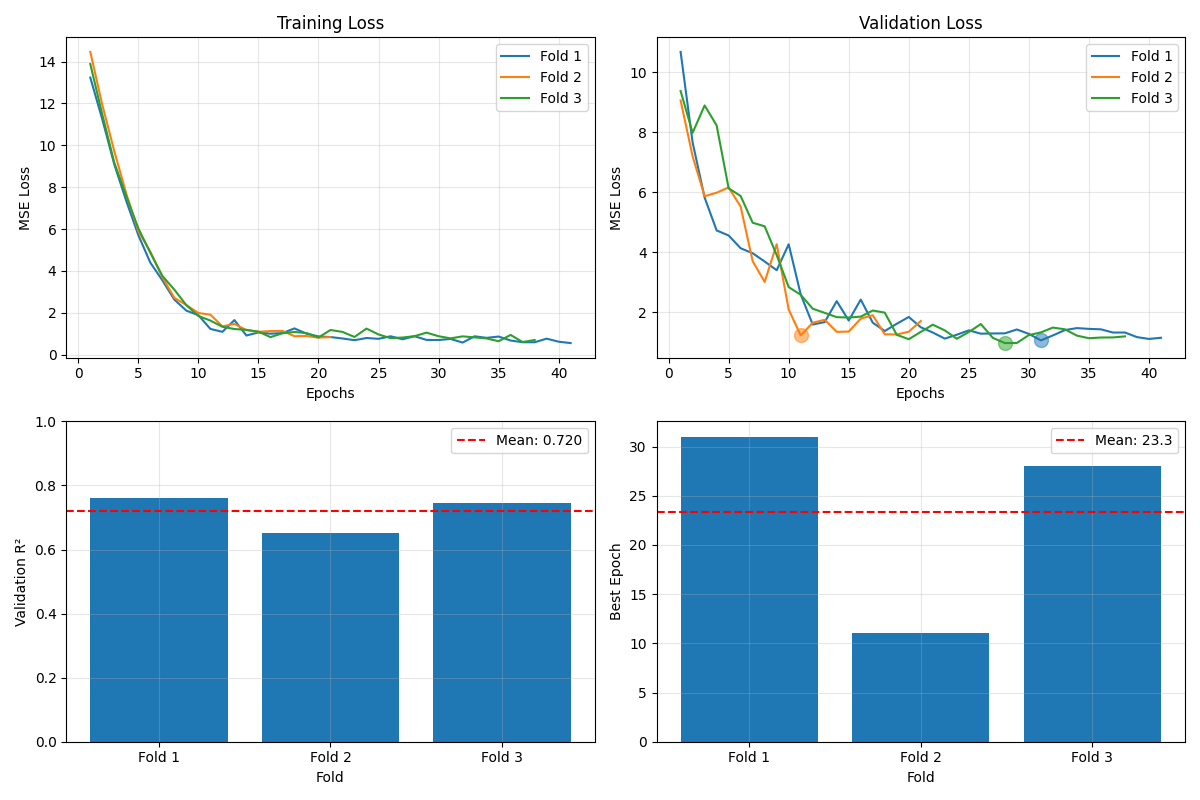 Training Loss
MSE Loss
14
12
10
8
6
4
2
0
0 5 10 15 20 25 30 35 40
Epochs
Fold 1
Fold 2
Fold 3
Validation Loss
MSE Loss
10
8
6
4
2
0 5 10 15 20 25 30 35 40
Epochs
Fold 1
Fold 2
Fold 3
Validation R²
1.0
0.8
0.6
0.4
0.2
0.0
Fold 1 Fold 2 Fold 3
Fold
Mean: 0.720
Best Epoch
30
25
20
15
10
5
0
Fold 1 Fold 2 Fold 3
Fold
Mean: 23.3